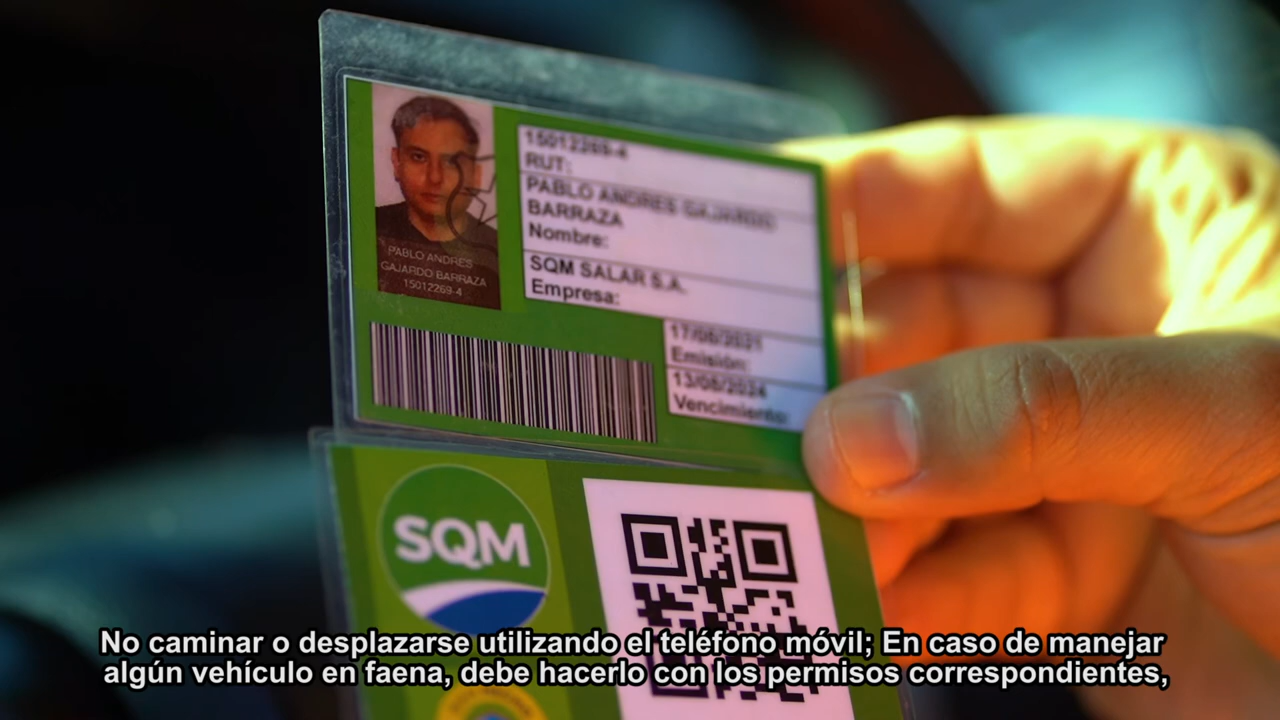 15012269-4
RUT:
PABLO ANDRES GAJARDO
BARRAZA
Nombre:
SQM SALAR S.A.
Empresa:
PABLO ANDRES
GAJARDO BARRAZA
15012269-4
17/06/2021
Emisión:
13/06/2024
Vencimiento:
SQM
No caminar o desplazarse utilizando el teléfono móvil; En caso de manejar
algún vehículo en faena, debe hacerlo con los permisos correspondientes,